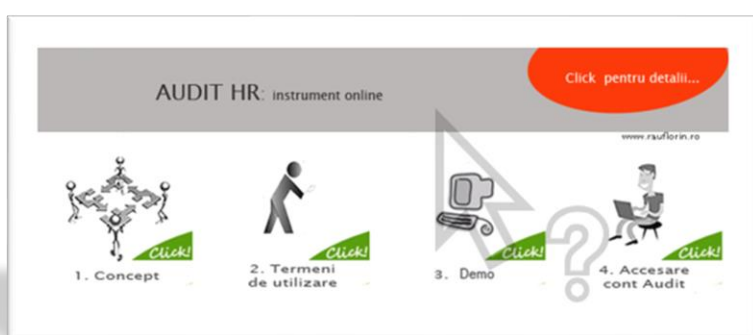 AUDIT HR: instrument online
Click pentru detalii...
www.rauflorin.ro
Click!
Click!
Click!
Click!
1. Concept
2. Termeni
de utilizare
3. Demo
4. Accesare
cont Audit